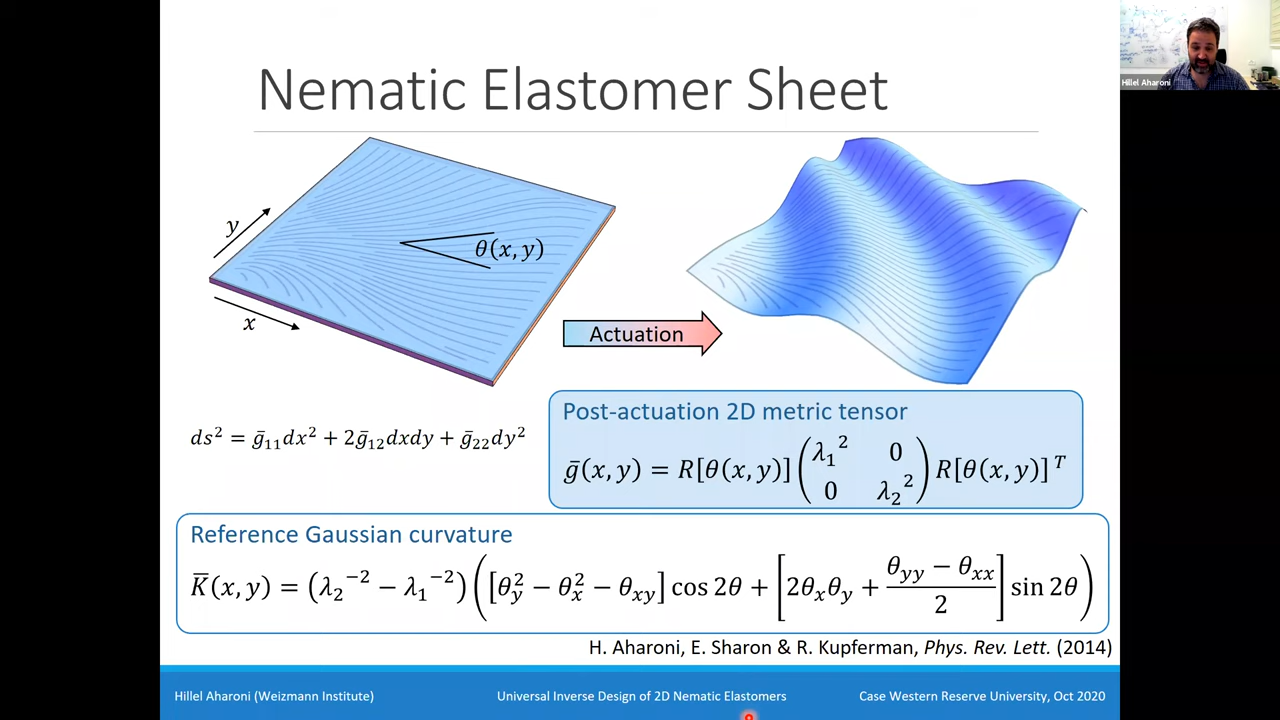 Nematic Elastomer Sheet
Hillel Aharoni
y
θ(x, y)
x
Actuation
Post-actuation 2D metric tensor
ds² = ḡ₁₁dx² + 2ḡ₁₂dxdy + ḡ₂₂dy²
ḡ(x, y) = R[θ(x, y)] (λ₁² 0 0 λ₂²) R[θ(x, y)]ᵀ
Reference Gaussian curvature
K̅(x, y) = (λ₂⁻² − λ₁⁻²) ([θ_y² − θ_x² − θ_xy] cos 2θ + [2θ_xθ_y + (θ_yy − θ_xx)/2] sin 2θ)
H. Aharoni, E. Sharon & R. Kupferman, Phys. Rev. Lett. (2014)
Hillel Aharoni (Weizmann Institute) Universal Inverse Design of 2D Nematic Elastomers Case Western Reserve University, Oct 2020